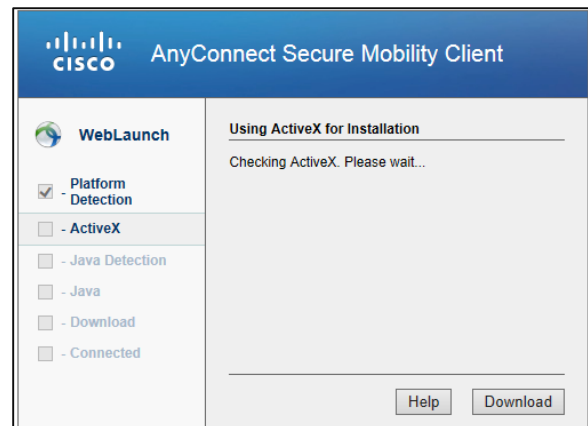 CISCO
AnyConnect Secure Mobility Client
WebLaunch
- Platform
Detection
- ActiveX
- Java Detection
- Java
- Download
- Connected
Using ActiveX for Installation
Checking ActiveX. Please wait...
Help
Download